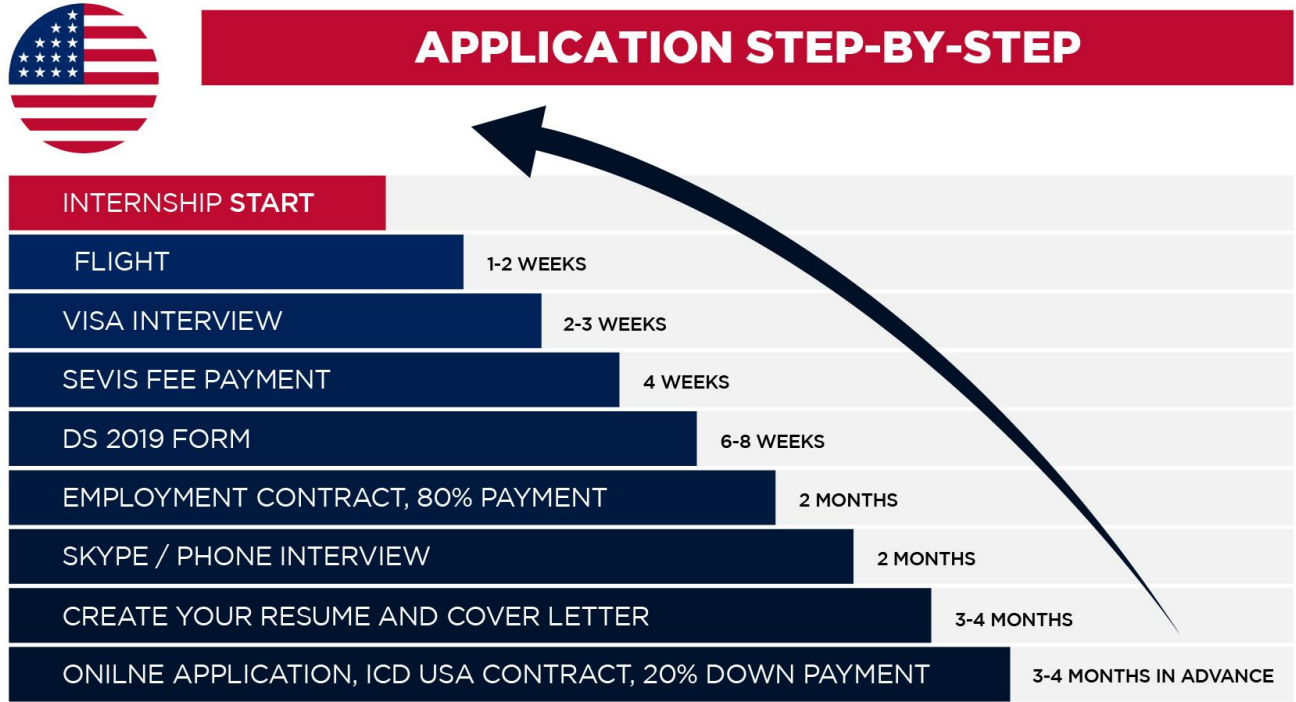 APPLICATION STEP-BY-STEP
INTERNSHIP START
FLIGHT 1-2 WEEKS
VISA INTERVIEW 2-3 WEEKS
SEVIS FEE PAYMENT 4 WEEKS
DS 2019 FORM 6-8 WEEKS
EMPLOYMENT CONTRACT, 80% PAYMENT 2 MONTHS
SKYPE / PHONE INTERVIEW 2 MONTHS
CREATE YOUR RESUME AND COVER LETTER 3-4 MONTHS
ONILNE APPLICATION, ICD USA CONTRACT, 20% DOWN PAYMENT 3-4 MONTHS IN ADVANCE